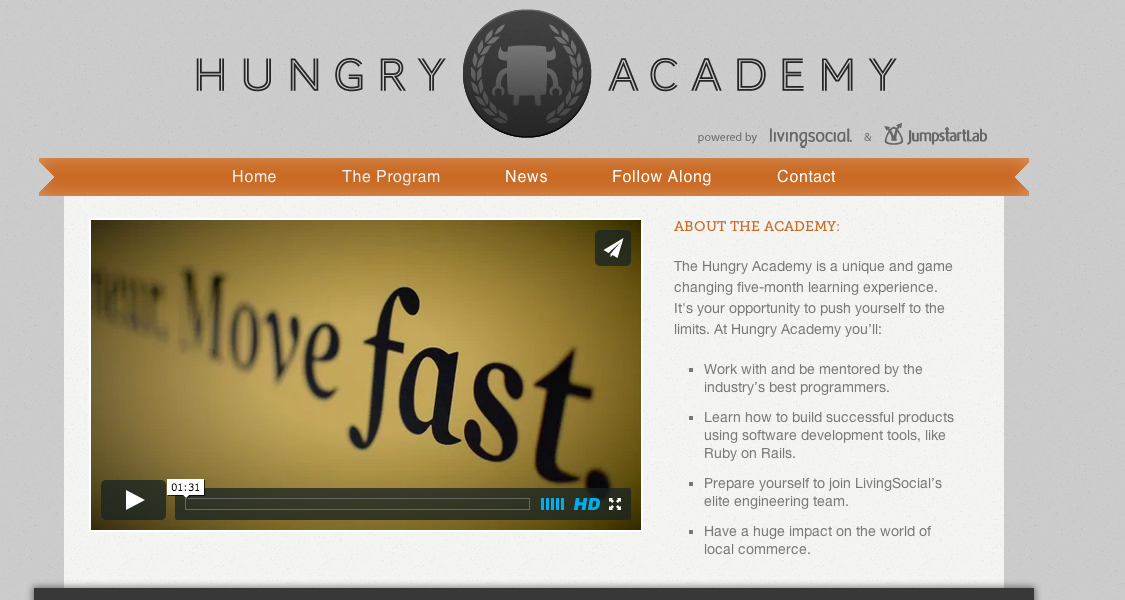 HUNGRY ACADEMY
powered by livingsocial. & JumpstartLab
Home The Program News Follow Along Contact
Move fast.
01:31
HD
ABOUT THE ACADEMY:
The Hungry Academy is a unique and game
changing five-month learning experience.
It's your opportunity to push yourself to the
limits. At Hungry Academy you'll:
Work with and be mentored by the
industry's best programmers.
Learn how to build successful products
using software development tools, like
Ruby on Rails.
Prepare yourself to join LivingSocial's
elite engineering team.
Have a huge impact on the world of
local commerce.